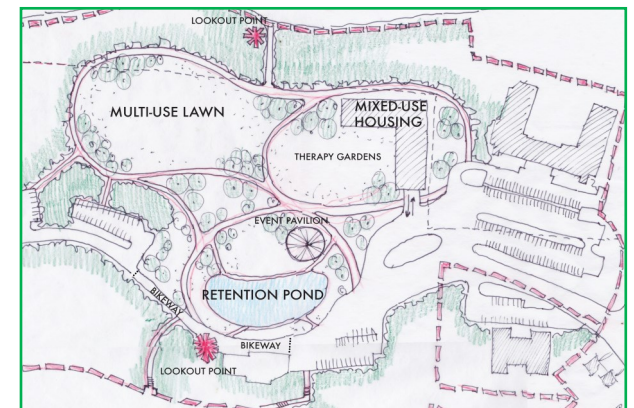 LOOKOUT POINT
MULTI-USE LAWN
MIXED-USE
HOUSING
THERAPY GARDENS
EVENT PAVILION
RETENTION POND
BIKEWAY
BIKEWAY
LOOKOUT POINT